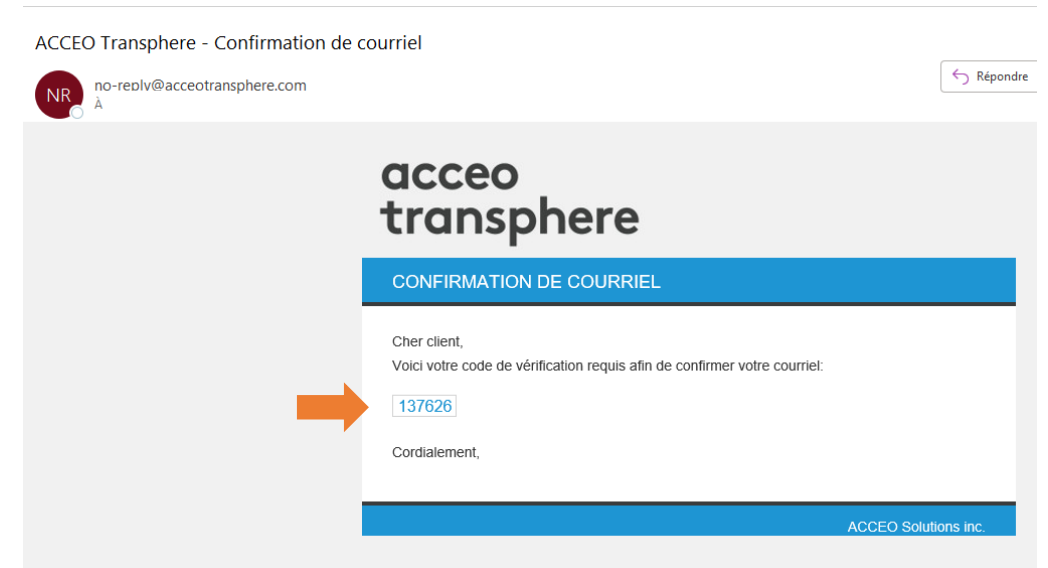 ACCEO Transphere - Confirmation de courriel
NR
no-reply@acceotransphere.com
À
Répondre
acceo
transphere
CONFIRMATION DE COURRIEL
Cher client,
Voici votre code de vérification requis afin de confirmer votre courriel:
137626
Cordialement,
ACCEO Solutions inc.